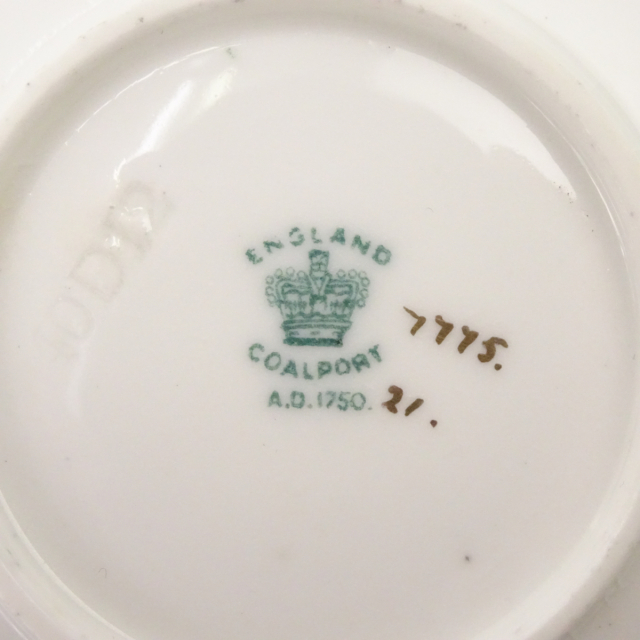 ENGLAND
COALPORT
A.D.1750.
7775.
21.